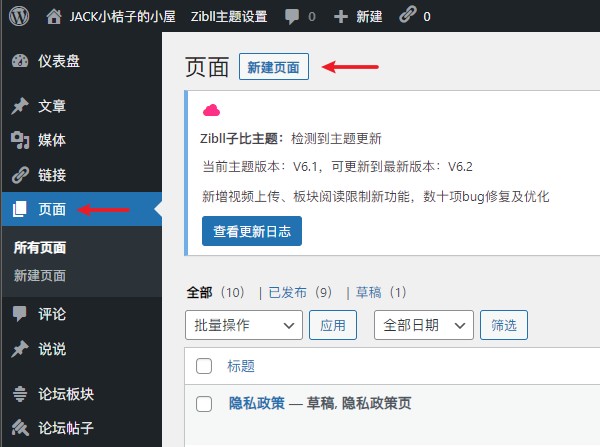 JACK小桔子的小屋 Zibll主题设置 0 新建 0
仪表盘
文章
媒体
链接
页面
所有页面
新建页面
评论
说说
论坛板块
论坛帖子
页面 新建页面
Zibll子比主题：检测到主题更新
当前主题版本：V6.1，可更新到最新版本：V6.2
新增视频上传、板块阅读限制新功能，数十项bug修复及优化
查看更新日志
全部（10） | 已发布（9） | 草稿（1）
批量操作 应用 全部日期 筛选
标题
隐私政策 — 草稿, 隐私政策页